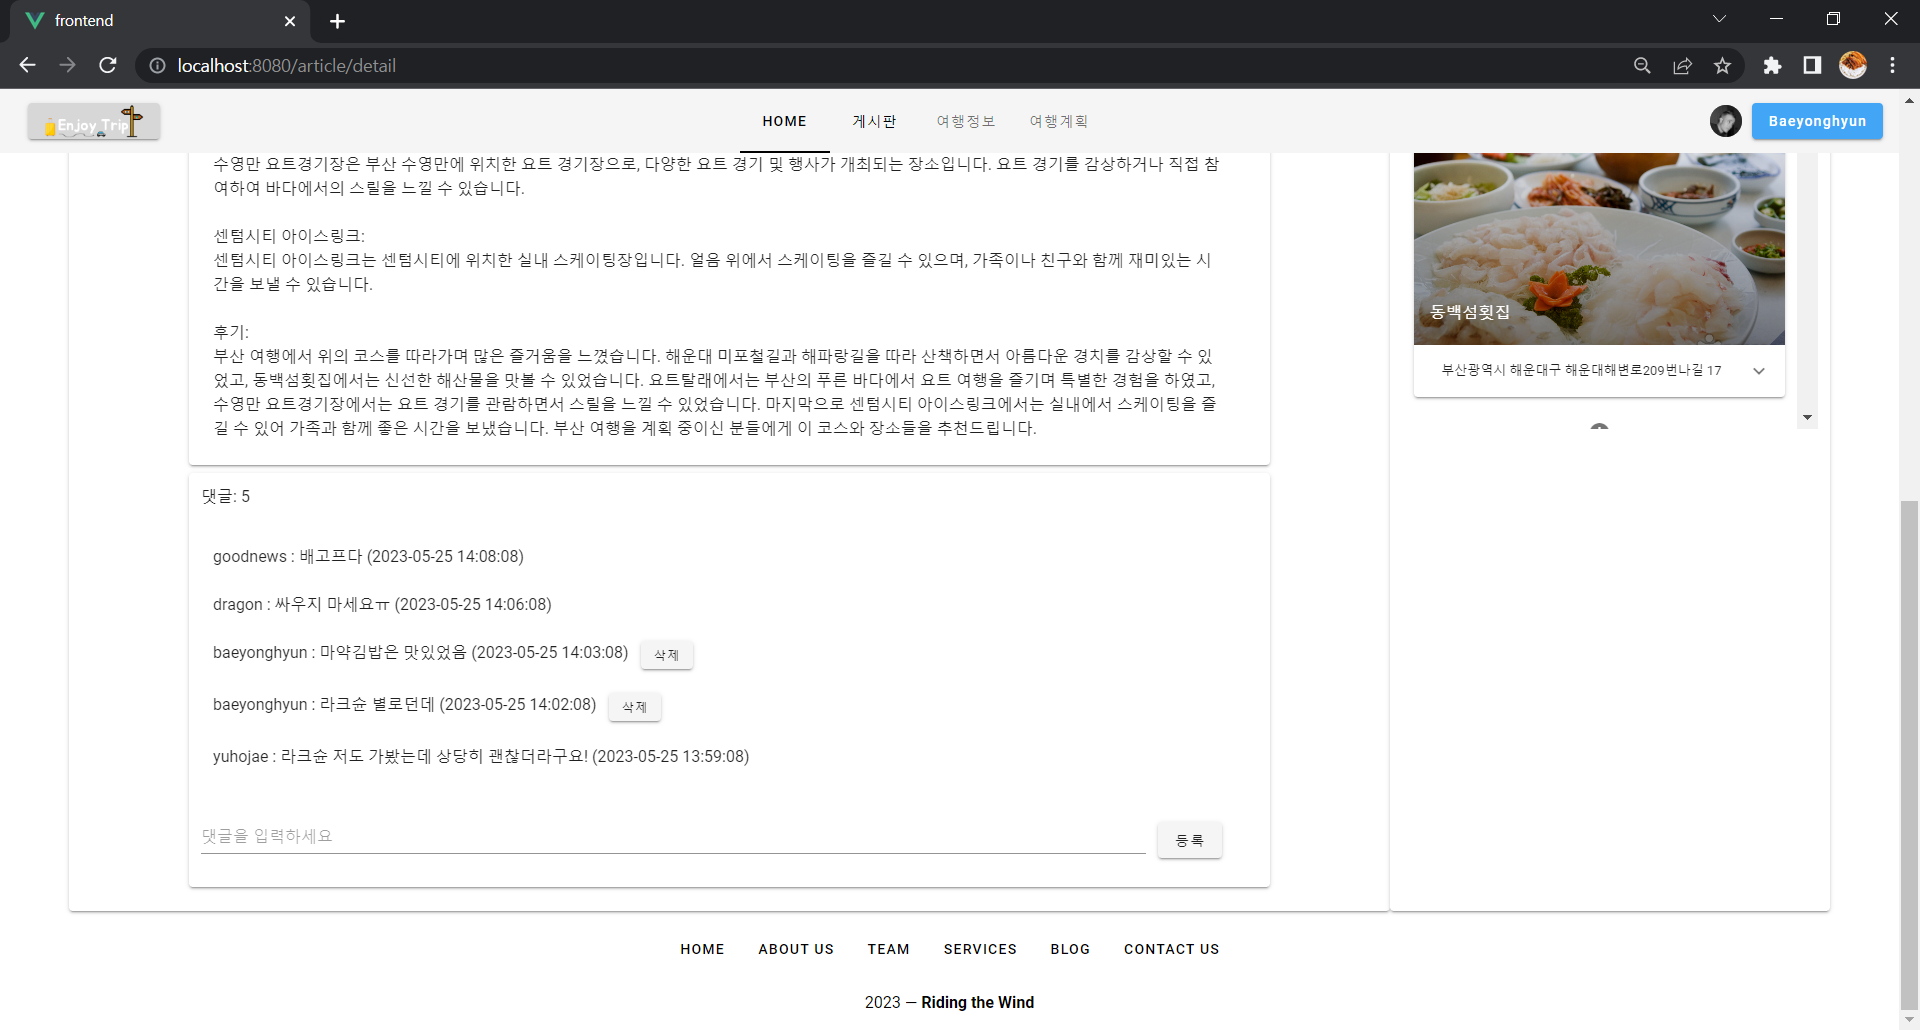 frontend
localhost:8080/article/detail
Enjoy Trip
HOME 게시판 여행정보 여행계획
Baeyonghyun
수영만 요트경기장은 부산 수영만에 위치한 요트 경기장으로, 다양한 요트 경기 및 행사가 개최되는 장소입니다. 요트 경기를 감상하거나 직접 참
여하여 바다에서의 스릴을 느낄 수 있습니다.
센텀시티 아이스링크:
센텀시티 아이스링크는 센텀시티에 위치한 실내 스케이팅장입니다. 얼음 위에서 스케이팅을 즐길 수 있으며, 가족이나 친구와 함께 재미있는 시
간을 보낼 수 있습니다.
후기:
부산 여행에서 위의 코스를 따라가며 많은 즐거움을 느꼈습니다. 해운대 미포철길과 해파랑길을 따라 산책하면서 아름다운 경치를 감상할 수 있
었고, 동백섬횟집에서는 신선한 해산물을 맛볼 수 있었습니다. 요트탈래에서는 부산의 푸른 바다에서 요트 여행을 즐기며 특별한 경험을 하였고,
수영만 요트경기장에서는 요트 경기를 관람하면서 스릴을 느낄 수 있었습니다. 마지막으로 센텀시티 아이스링크에서는 실내에서 스케이팅을 즐
길 수 있어 가족과 함께 좋은 시간을 보냈습니다. 부산 여행을 계획 중이신 분들에게 이 코스와 장소들을 추천드립니다.
동백섬횟집
부산광역시 해운대구 해운대해변로209번나길 17
댓글: 5
goodnews : 배고프다 (2023-05-25 14:08:08)
dragon : 싸우지 마세요ㅠ (2023-05-25 14:06:08)
baeyonghyun : 마약김밥은 맛있었음 (2023-05-25 14:03:08) 삭제
baeyonghyun : 라크슌 별로던데 (2023-05-25 14:02:08) 삭제
yuhojae : 라크슌 저도 가봤는데 상당히 괜찮더라구요! (2023-05-25 13:59:08)
댓글을 입력하세요
등록
HOME ABOUT US TEAM SERVICES BLOG CONTACT US
2023 — Riding the Wind